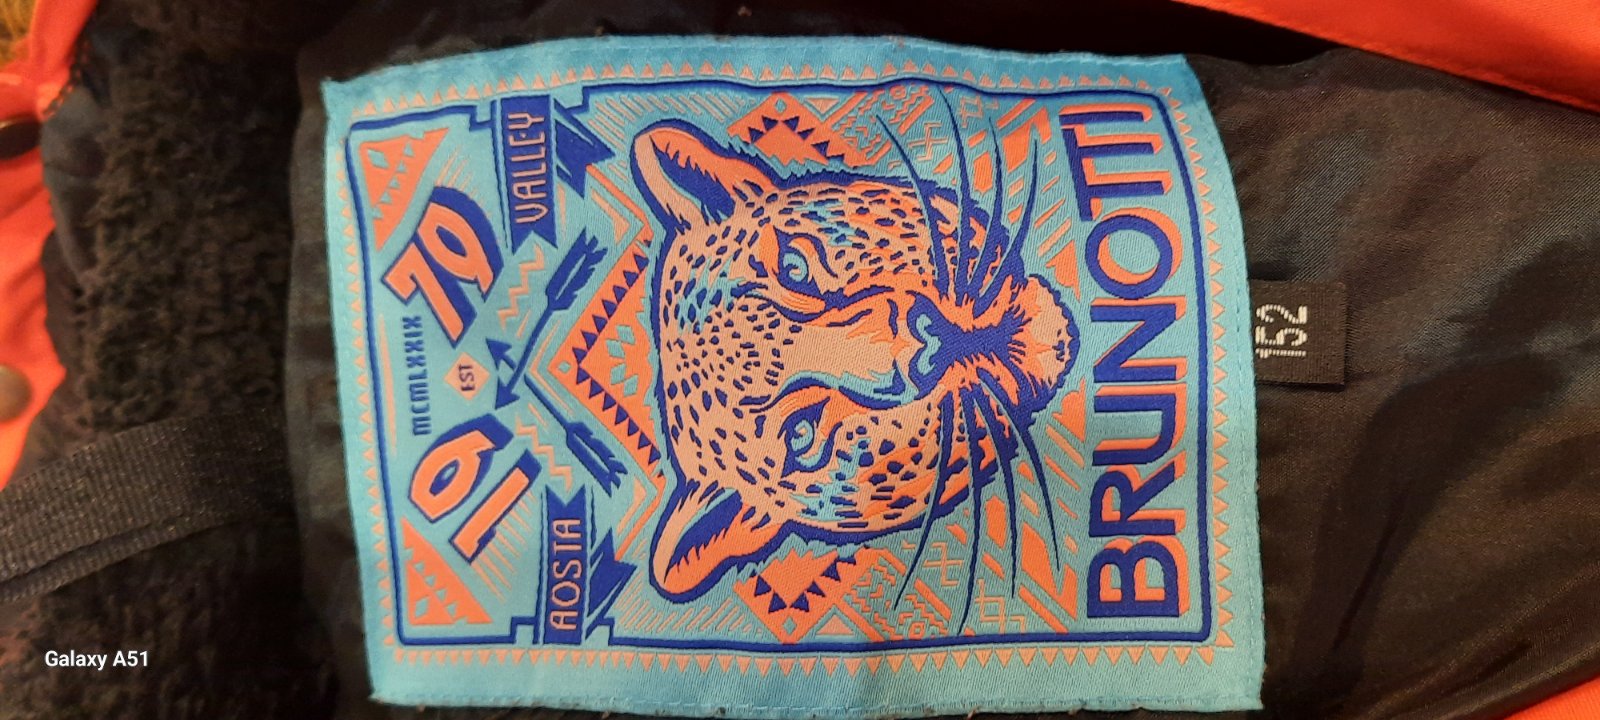 19 79
MCMLXXIX
EST
AOSTA VALLEY
BRUNOTTI
152
Galaxy A51